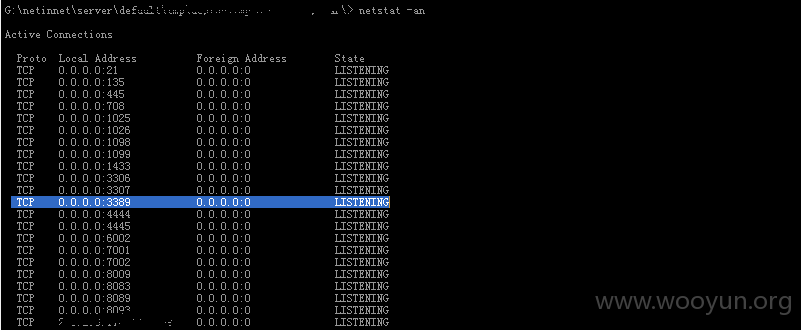 G:\netinnet\server\default\ netstat -an
Active Connections
Proto Local Address Foreign Address State
TCP 0.0.0.0:21 0.0.0.0:0 LISTENING
TCP 0.0.0.0:135 0.0.0.0:0 LISTENING
TCP 0.0.0.0:445 0.0.0.0:0 LISTENING
TCP 0.0.0.0:708 0.0.0.0:0 LISTENING
TCP 0.0.0.0:1025 0.0.0.0:0 LISTENING
TCP 0.0.0.0:1026 0.0.0.0:0 LISTENING
TCP 0.0.0.0:1098 0.0.0.0:0 LISTENING
TCP 0.0.0.0:1099 0.0.0.0:0 LISTENING
TCP 0.0.0.0:1433 0.0.0.0:0 LISTENING
TCP 0.0.0.0:3306 0.0.0.0:0 LISTENING
TCP 0.0.0.0:3307 0.0.0.0:0 LISTENING
TCP 0.0.0.0:3389 0.0.0.0:0 LISTENING
TCP 0.0.0.0:4444 0.0.0.0:0 LISTENING
TCP 0.0.0.0:4445 0.0.0.0:0 LISTENING
TCP 0.0.0.0:6002 0.0.0.0:0 LISTENING
TCP 0.0.0.0:7001 0.0.0.0:0 LISTENING
TCP 0.0.0.0:7002 0.0.0.0:0 LISTENING
TCP 0.0.0.0:8009 0.0.0.0:0 LISTENING
TCP 0.0.0.0:8083 0.0.0.0:0 LISTENING
TCP 0.0.0.0:8089 0.0.0.0:0 LISTENING
TCP 0.0.0.0:8093 0.0.0.0:0 LISTENING
TCP 0.0.0.0:0 LISTENING
www.wooyun.org